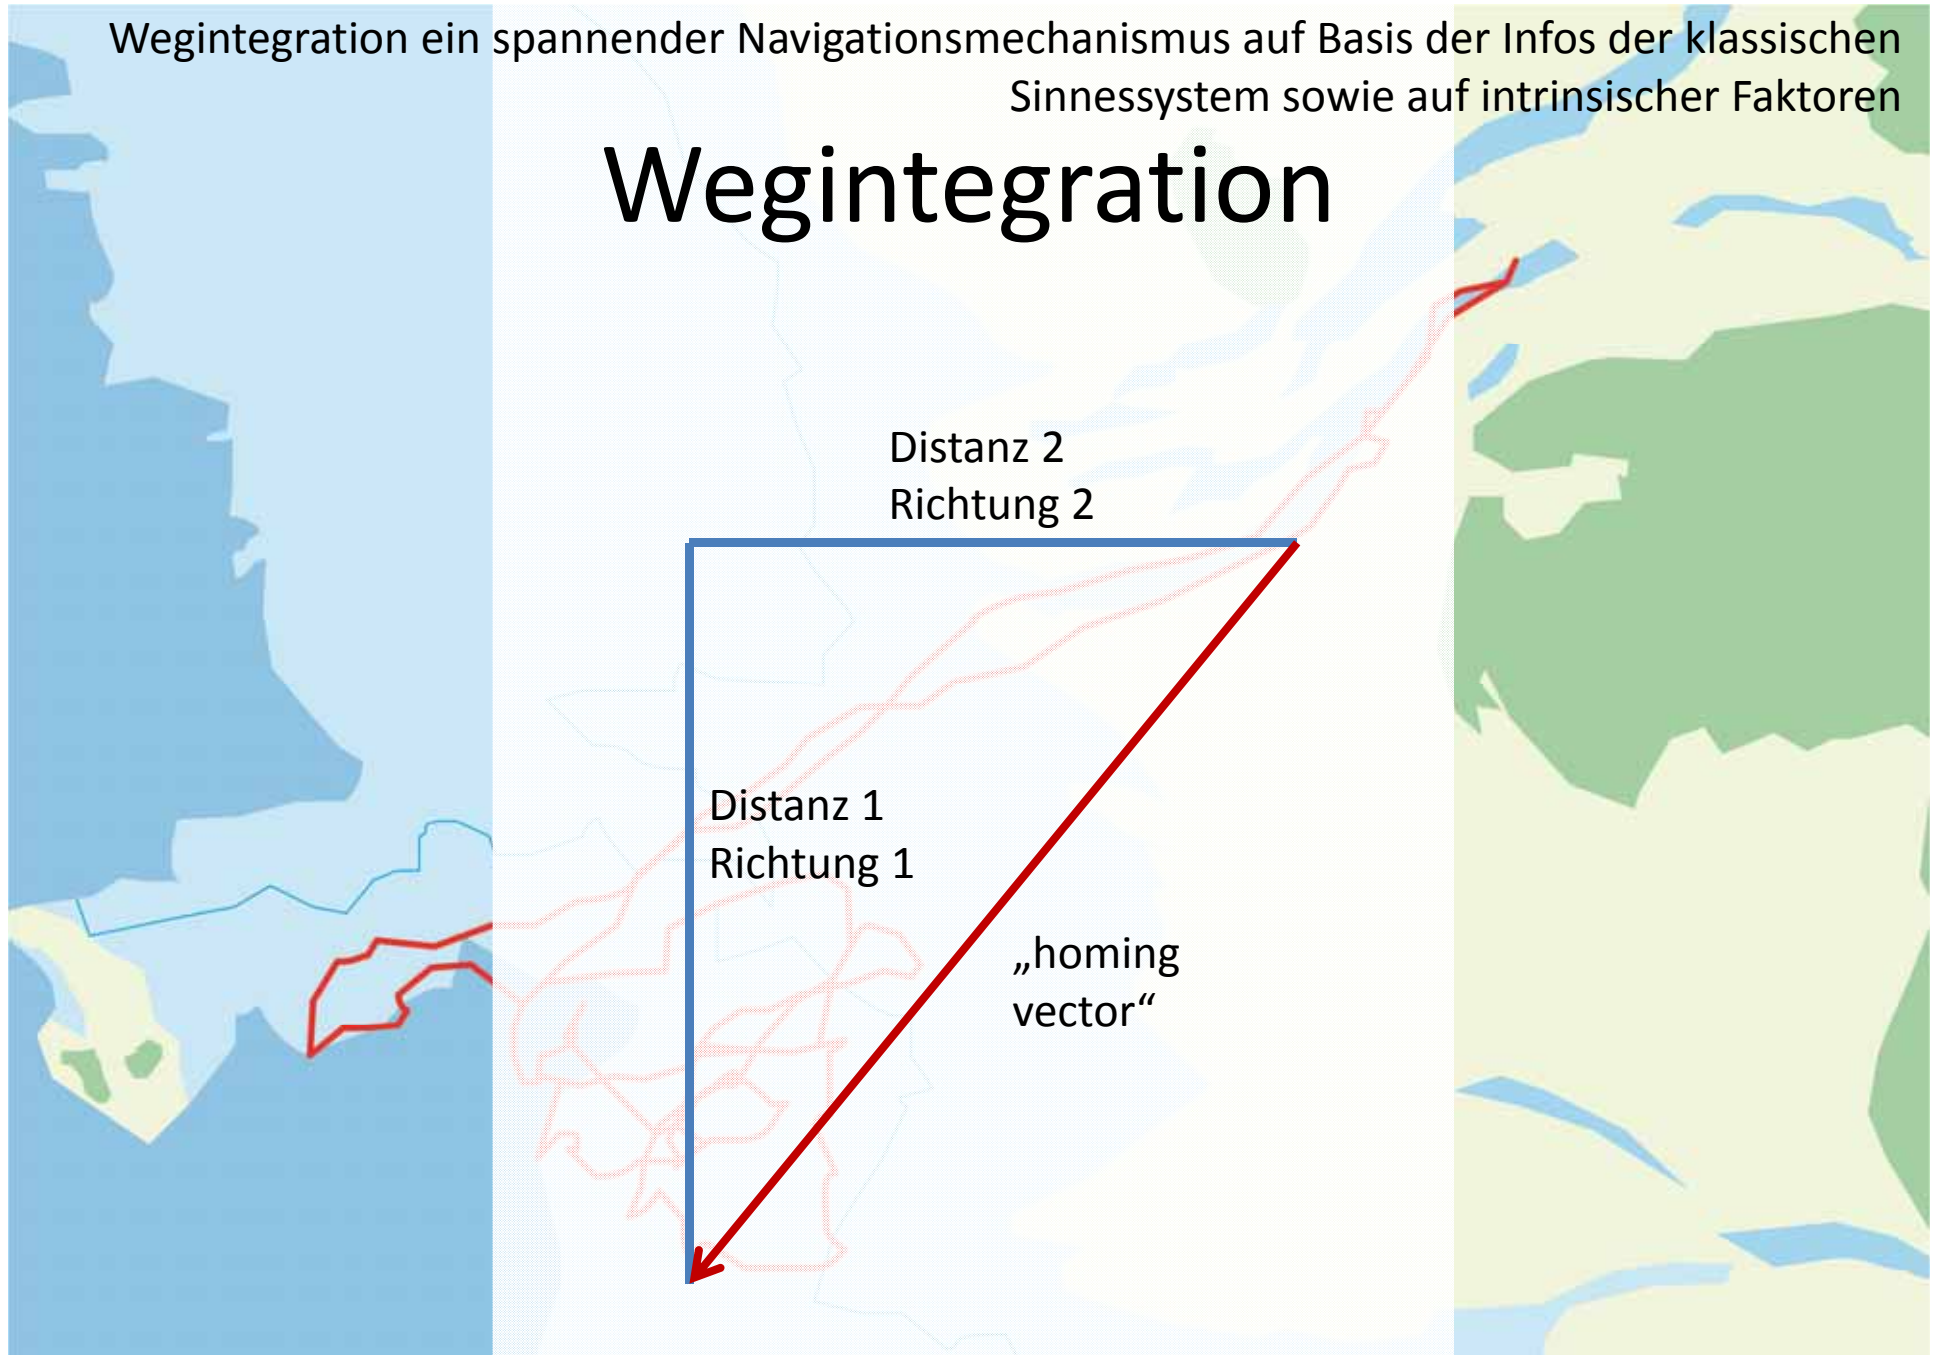 Wegintegration ein spannender Navigationsmechanismus auf Basis der Infos der klassischen
Sinnessystem sowie auf intrinsischer Faktoren
Wegintegration
Distanz 2
Richtung 2
Distanz 1
Richtung 1
„homing
vector“